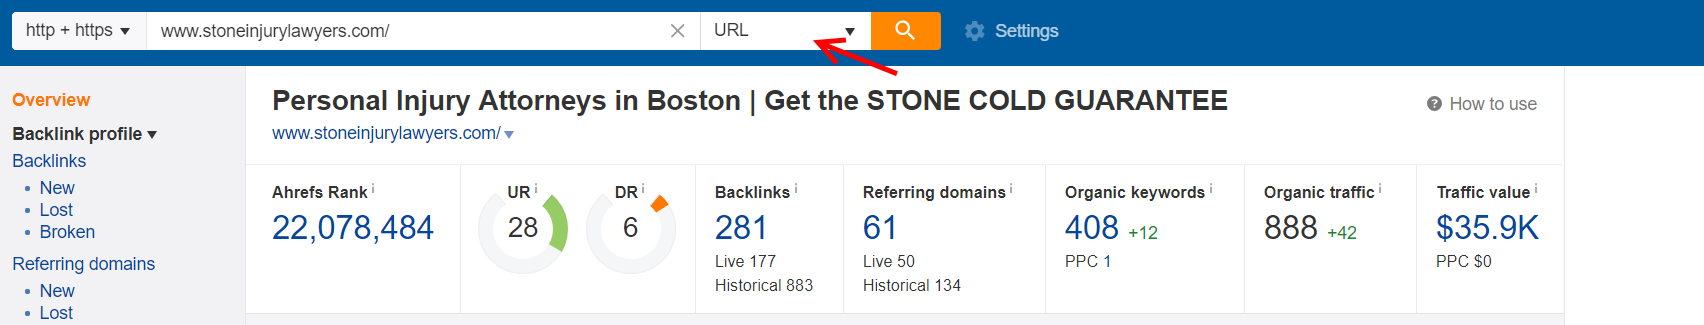 http + https www.stoneinjurylawyers.com/ URL Settings
Overview
Backlink profile
Backlinks
New
Lost
Broken
Referring domains
New
Lost
Personal Injury Attorneys in Boston | Get the STONE COLD GUARANTEE
How to use
www.stoneinjurylawyers.com/
Ahrefs Rank
22,078,484
UR
28
DR
6
Backlinks
281
Live 177
Historical 883
Referring domains
61
Live 50
Historical 134
Organic keywords
408 +12
PPC 1
Organic traffic
888 +42
Traffic value
$35.9K
PPC $0